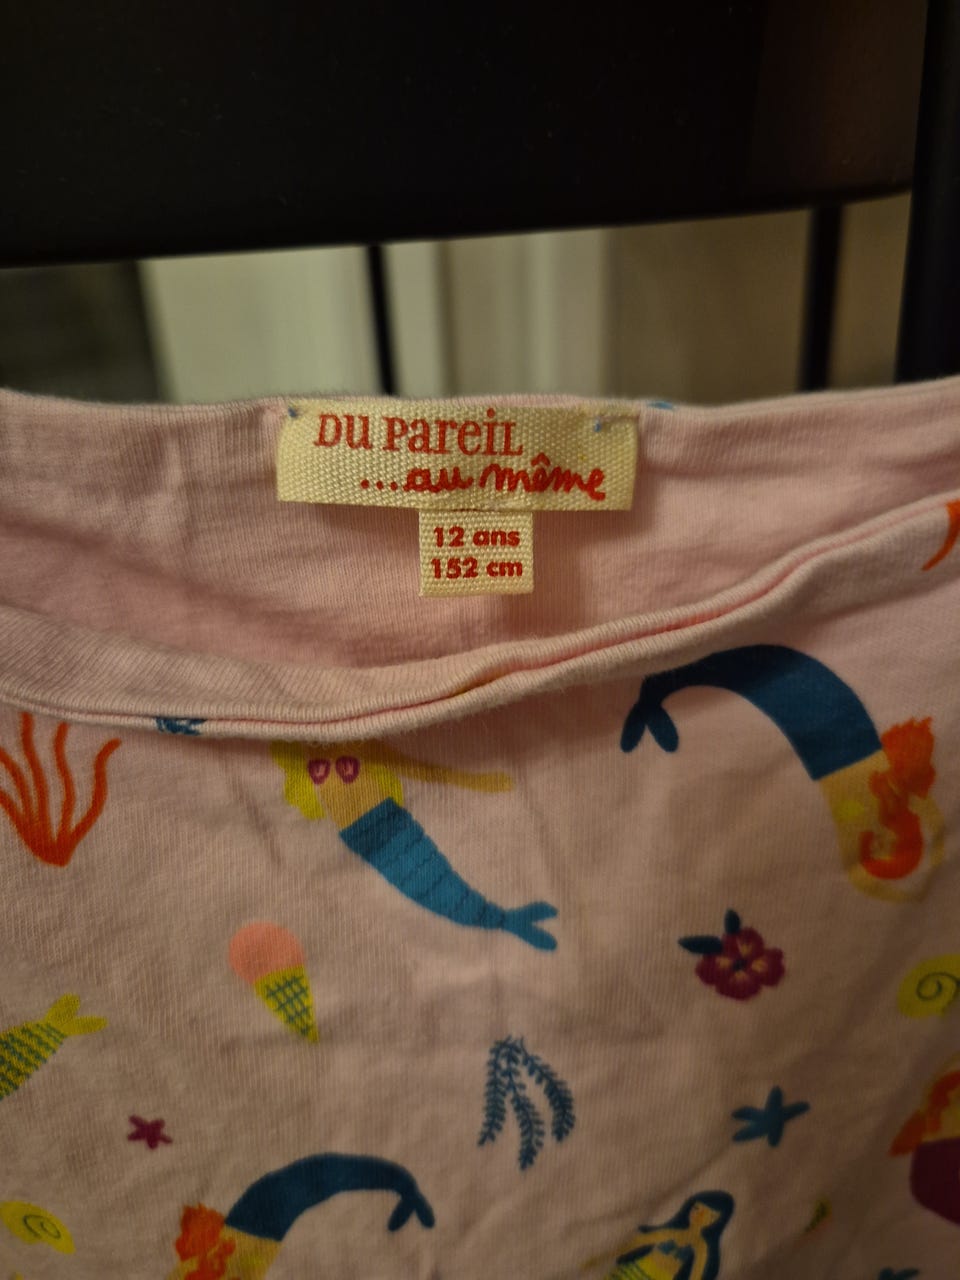 DU PAREIL
...au même
12 ans
152 cm